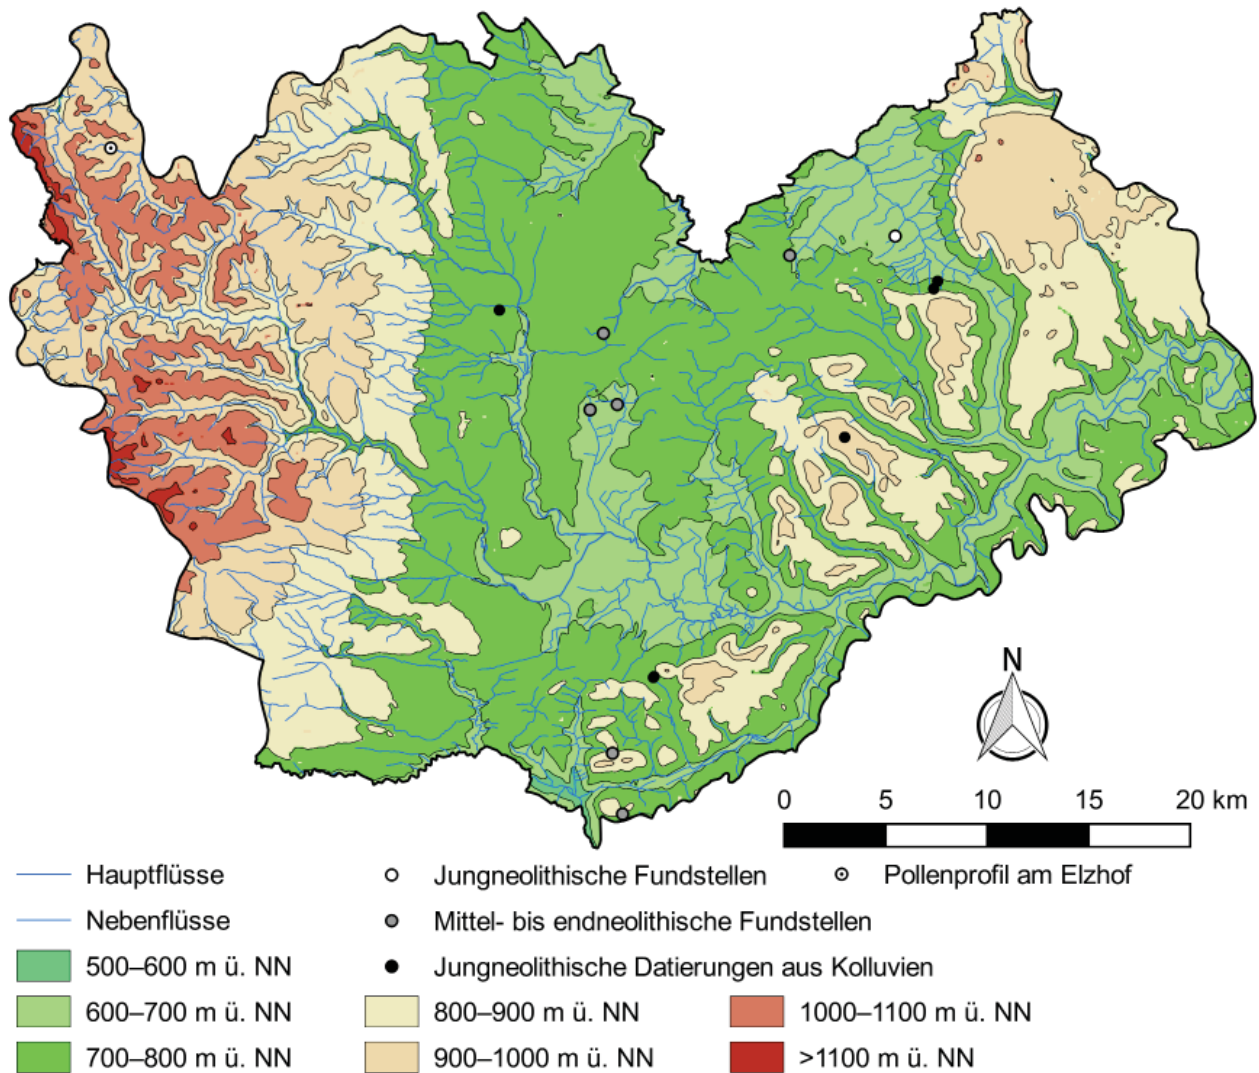 N
0 5 10 15 20 km
Hauptflüsse
Jungneolithische Fundstellen
Pollenprofil am Elzhof
Nebenflüsse
Mittel- bis endneolithische Fundstellen
500–600 m ü. NN
Jungneolithische Datierungen aus Kolluvien
600–700 m ü. NN
800–900 m ü. NN
1000–1100 m ü. NN
700–800 m ü. NN
900–1000 m ü. NN
>1100 m ü. NN